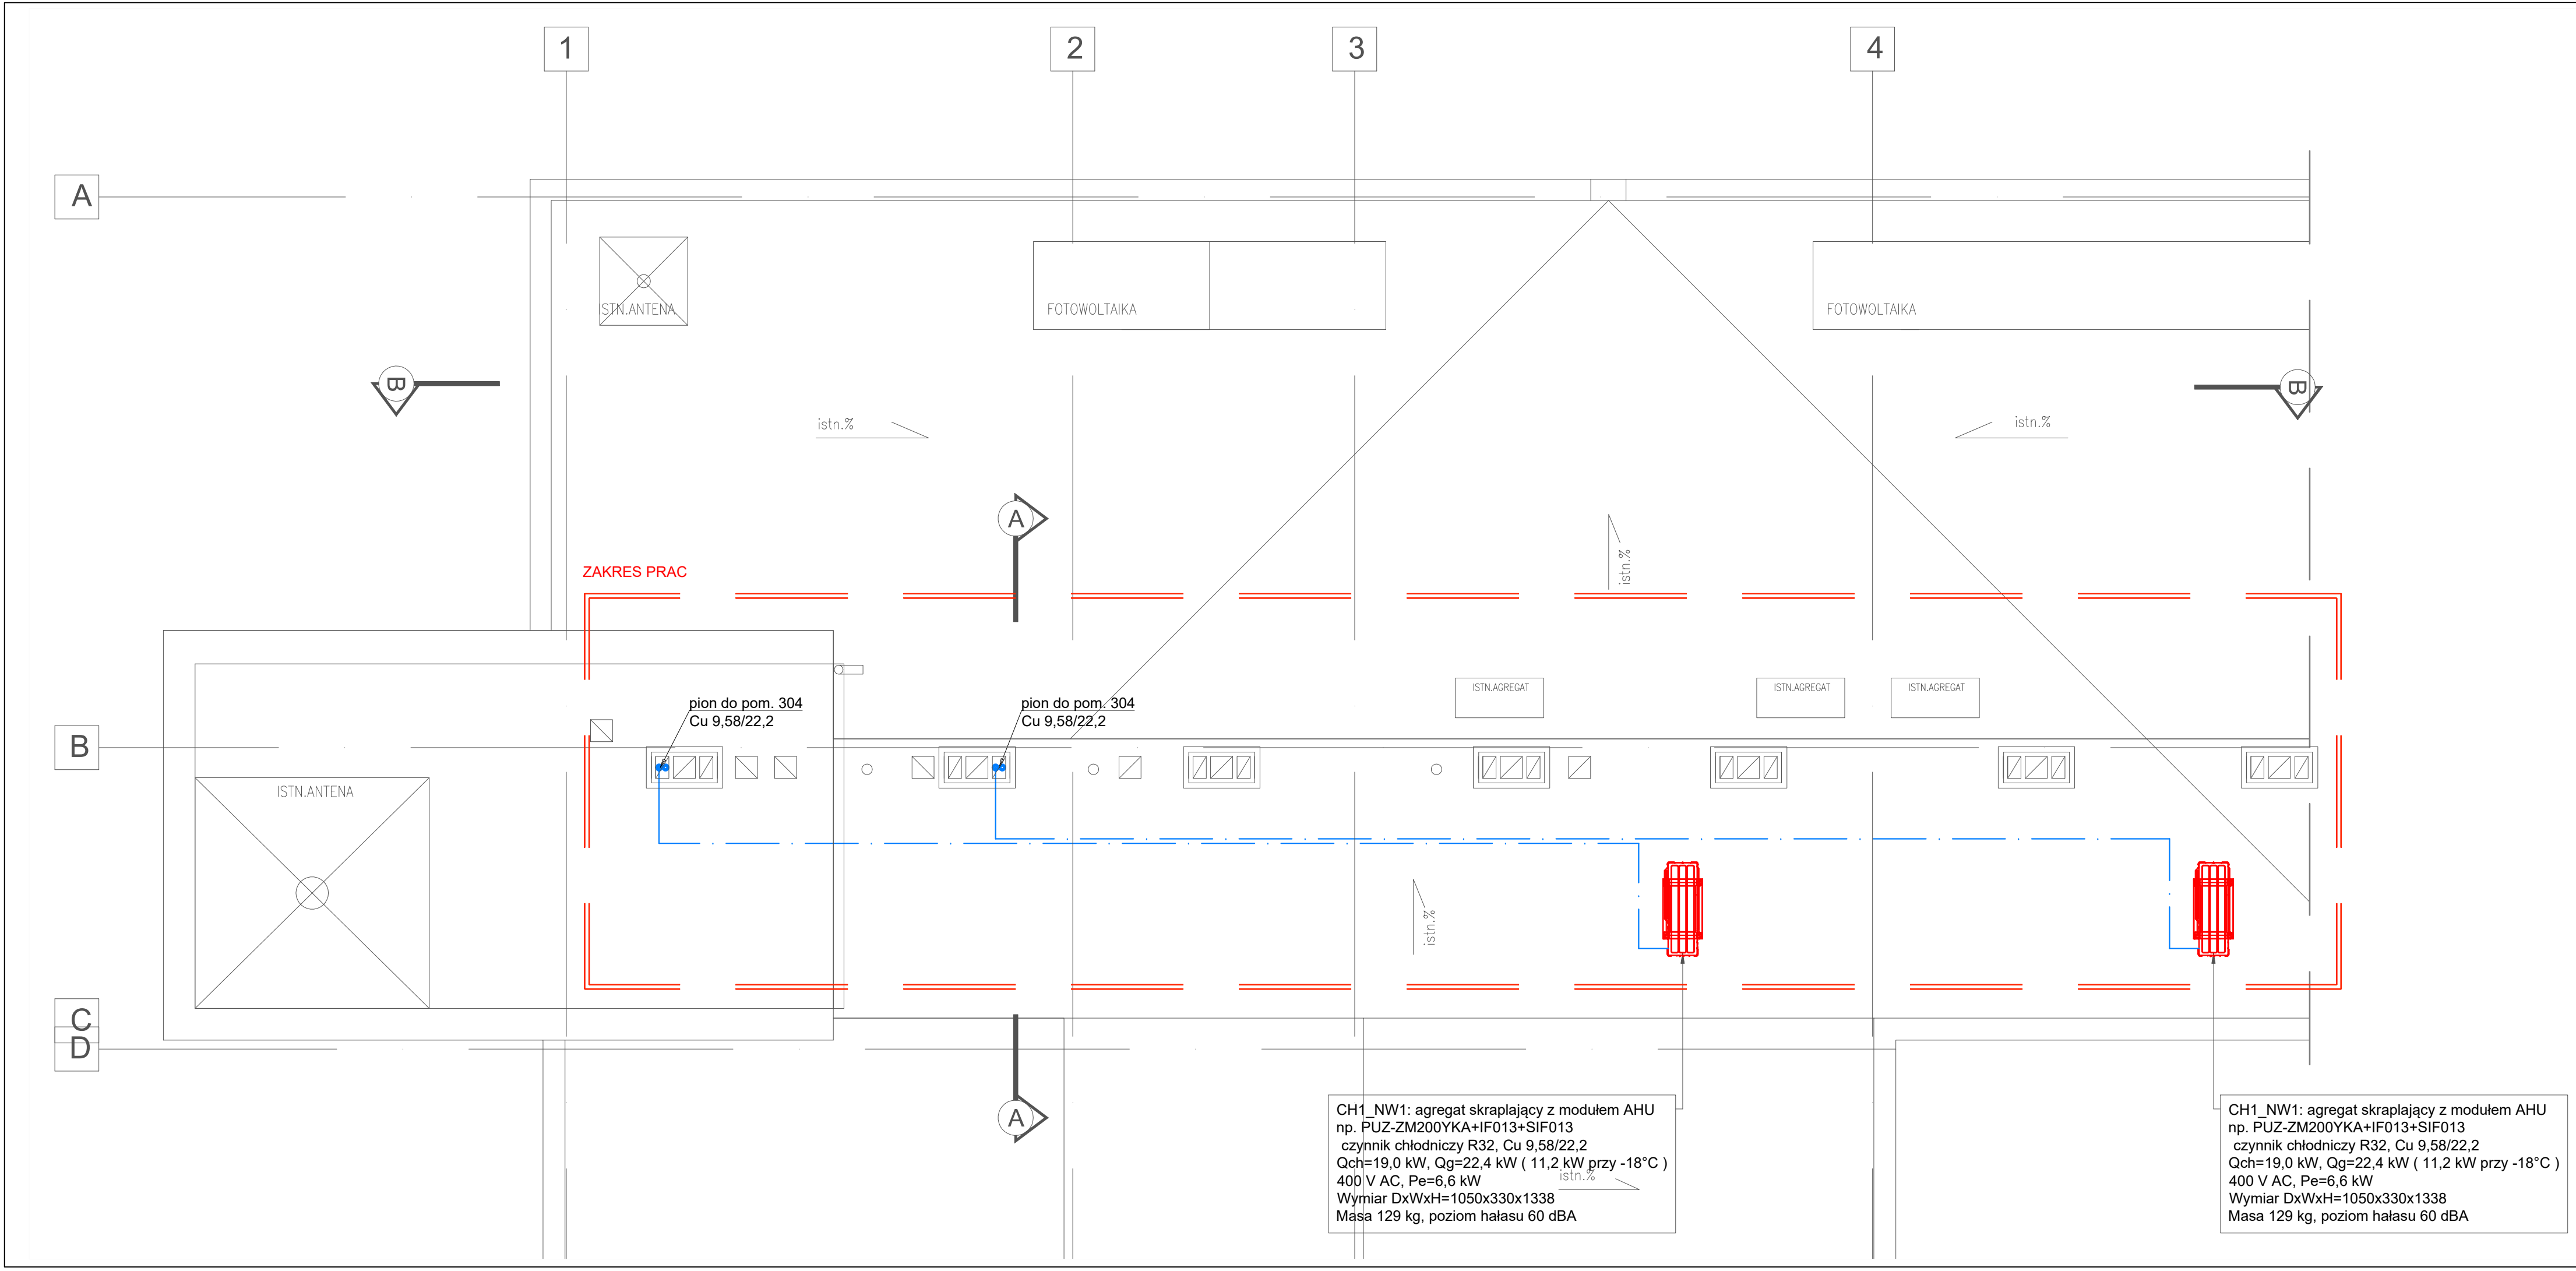 1
2
3
4
A
ISTN.ANTENA
FOTOWOLTAIKA
FOTOWOLTAIKA
B
B
istn.%
istn.%
A
istn.%
ZAKRES PRAC
ISTN.AGREGAT
ISTN.AGREGAT
ISTN.AGREGAT
pion do pom. 304
Cu 9,58/22,2
pion do pom. 304
Cu 9,58/22,2
B
ISTN.ANTENA
istn.%
C
D
A
CH1_NW1: agregat skraplający z modułem AHU
np. PUZ-ZM200YKA+IF013+SIF013
czynnik chłodniczy R32, Cu 9,58/22,2
Qch=19,0 kW, Qg=22,4 kW ( 11,2 kW przy -18°C )
400 V AC, Pe=6,6 kW
Wymiar DxWxH=1050x330x1338
Masa 129 kg, poziom hałasu 60 dBA
istn.%
CH1_NW1: agregat skraplający z modułem AHU
np. PUZ-ZM200YKA+IF013+SIF013
czynnik chłodniczy R32, Cu 9,58/22,2
Qch=19,0 kW, Qg=22,4 kW ( 11,2 kW przy -18°C )
400 V AC, Pe=6,6 kW
Wymiar DxWxH=1050x330x1338
Masa 129 kg, poziom hałasu 60 dBA